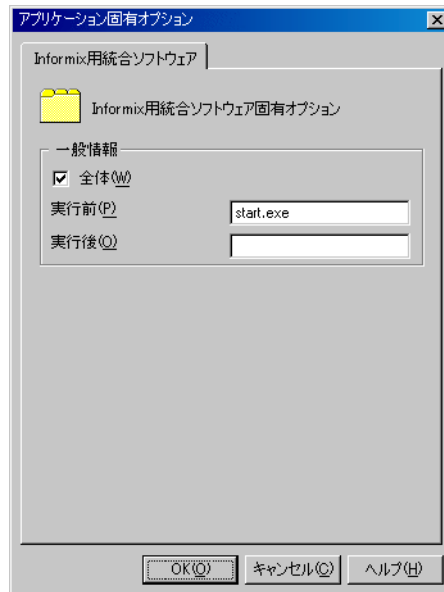 アプリケーション固有オプション
Informix用統合ソフトウェア
Informix用統合ソフトウェア固有オプション
一般情報
全体(W)
実行前(P) start.exe
実行後(O)
OK(O) キャンセル(C) ヘルプ(H)